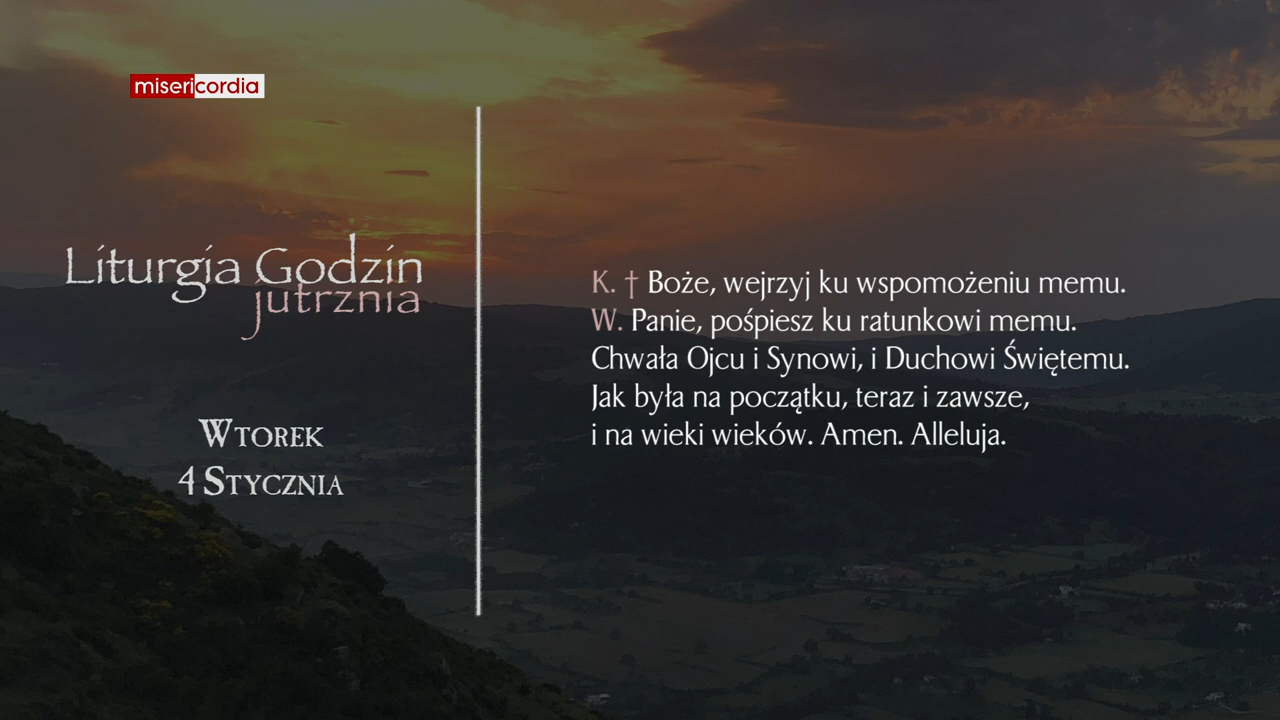 misericordia
Liturgia Godzin
jutrznia
Wtorek
4 Stycznia
K. † Boże, wejrzyj ku wspomożeniu memu.
W. Panie, pośpiesz ku ratunkowi memu.
Chwała Ojcu i Synowi, i Duchowi Świętemu.
Jak była na początku, teraz i zawsze,
i na wieki wieków. Amen. Alleluja.